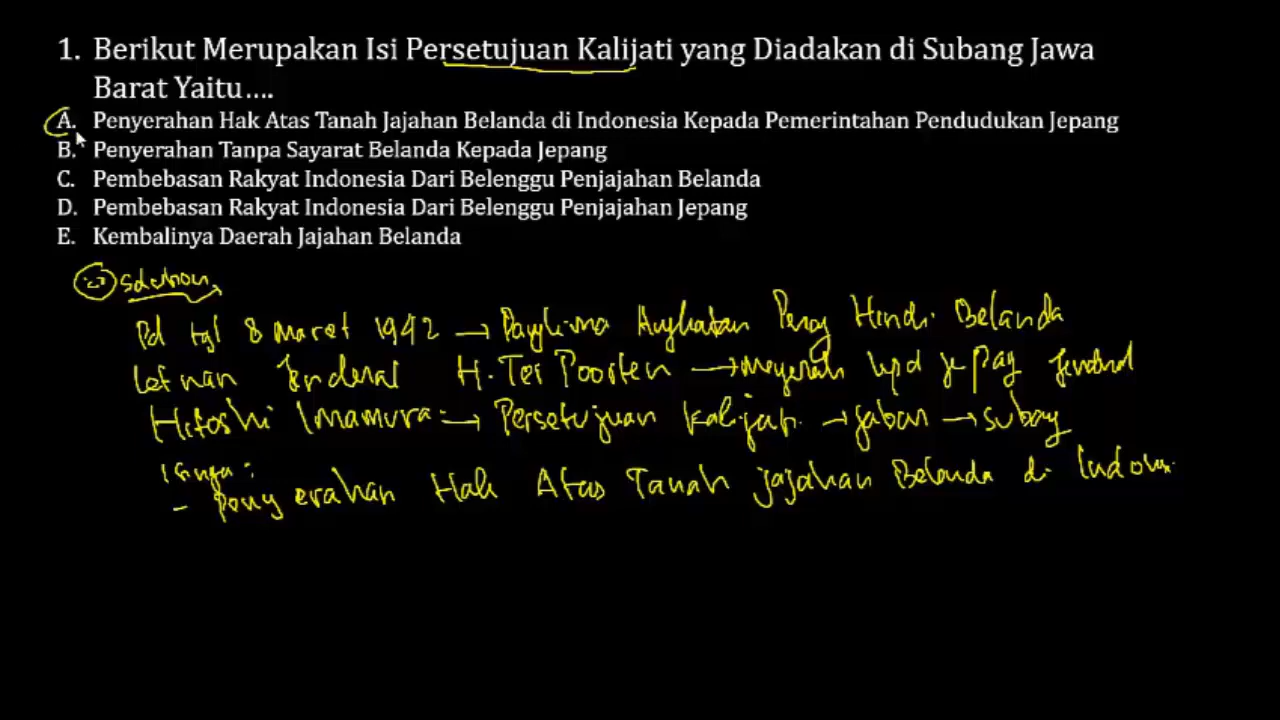 1. Berikut Merupakan Isi Persetujuan Kalijati yang Diadakan di Subang Jawa
Barat Yaitu....
A. Penyerahan Hak Atas Tanah Jajahan Belanda di Indonesia Kepada Pemerintahan Pendudukan Jepang
B. Penyerahan Tanpa Sayarat Belanda Kepada Jepang
C. Pembebasan Rakyat Indonesia Dari Belenggu Penjajahan Belanda
D. Pembebasan Rakyat Indonesia Dari Belenggu Penjajahan Jepang
E. Kembalinya Daerah Jajahan Belanda
Solution
Pd tgl 8 Maret 1942 → Panglima Angkatan Perang Hindi Belanda
Letnan Jenderal H. Ter Poorten → menyerah kpd Jepang Jenderal
Hitoshi Imamura → Persetujuan Kalijati → Jabar → Subang
Isinya:
- Penyerahan Hak Atas Tanah jajahan Belanda di Indones